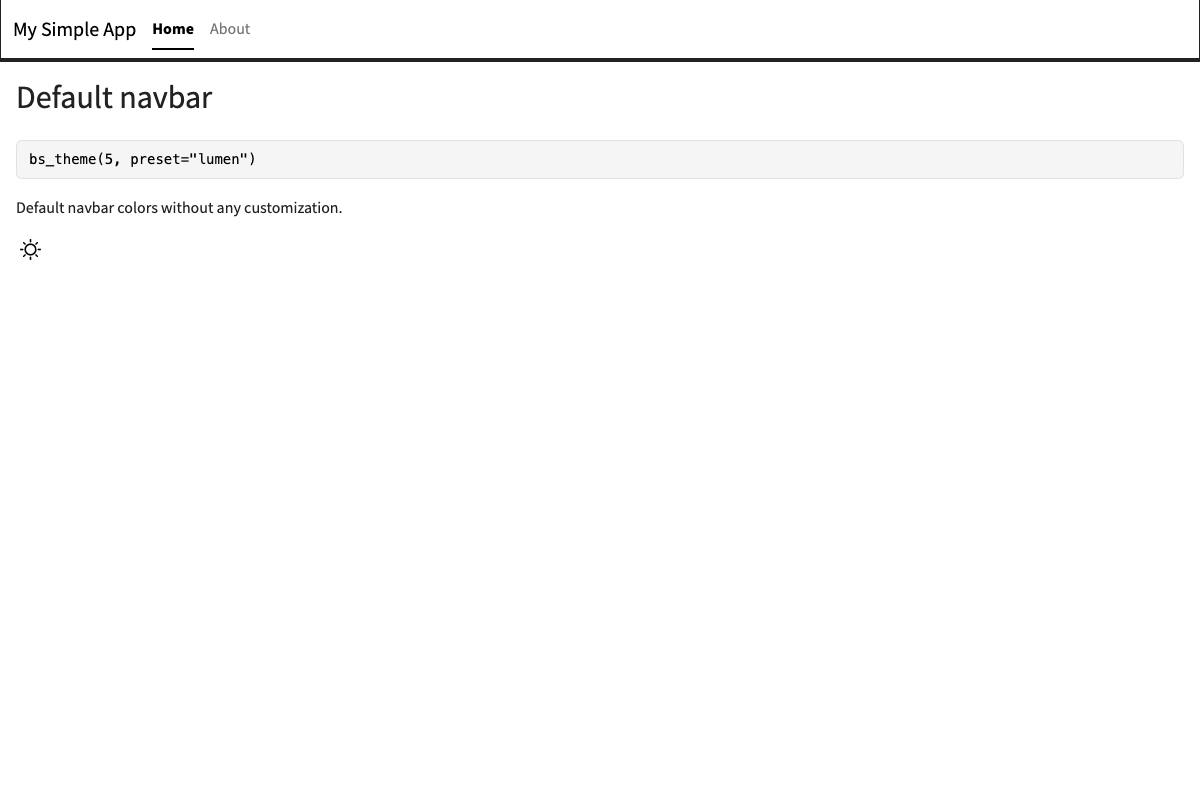 My Simple App Home About
Default navbar
bs_theme(5, preset="lumen")
Default navbar colors without any customization.